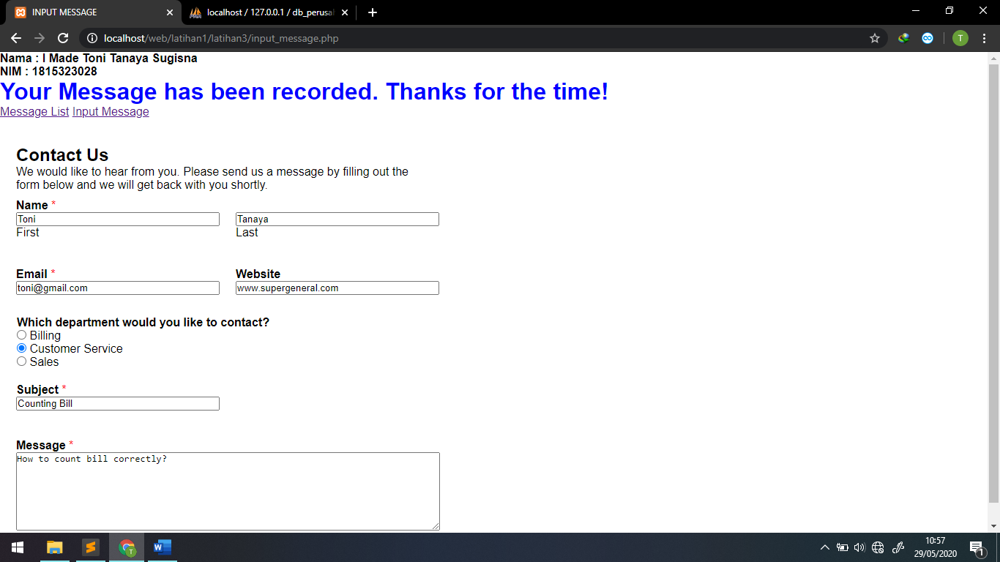 INPUT MESSAGE
localhost / 127.0.0.1 / db_perusa
localhost/web/latihan1/latihan3/input_message.php
T
Nama : I Made Toni Tanaya Sugisna
NIM : 1815323028
Your Message has been recorded. Thanks for the time!
Message List Input Message
Contact Us
We would like to hear from you. Please send us a message by filling out the
form below and we will get back with you shortly.
Name *
Toni Tanaya
First Last
Email * Website
toni@gmail.com www.supergeneral.com
Which department would you like to contact?
Billing
Customer Service
Sales
Subject *
Counting Bill
Message *
How to count bill correctly?
T
10:57
29/05/2020
1